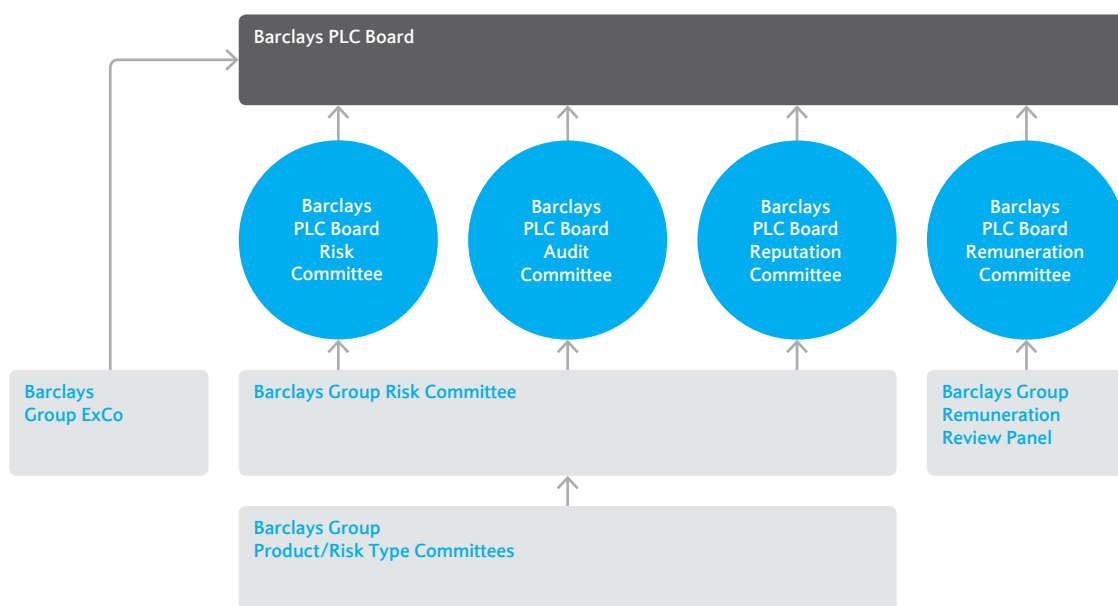 Barclays PLC Board
Barclays
PLC Board
Risk
Committee
Barclays
PLC Board
Audit
Committee
Barclays
PLC Board
Reputation
Committee
Barclays
PLC Board
Remuneration
Committee
Barclays
Group ExCo
Barclays Group Risk Committee
Barclays Group
Remuneration
Review Panel
Barclays Group
Product/Risk Type Committees